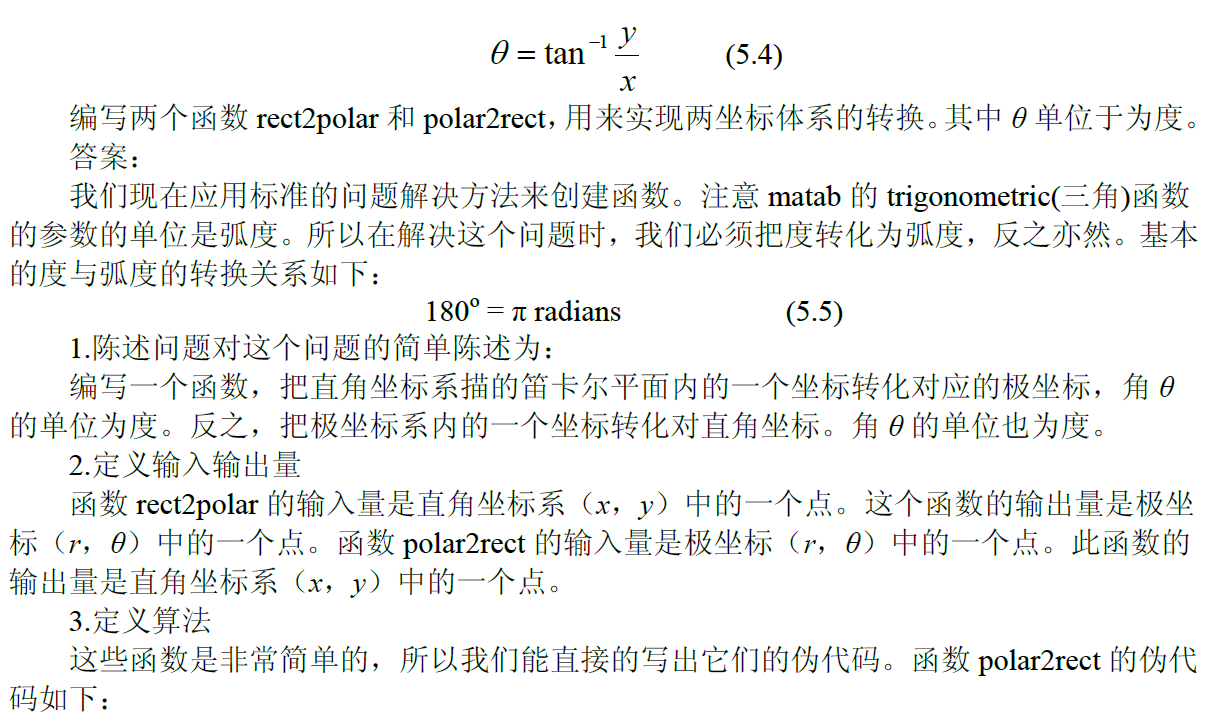 θ = tan⁻¹ y/x (5.4)
编写两个函数 rect2polar 和 polar2rect，用来实现两坐标体系的转换。其中 θ 单位于为度。
答案：
我们现在应用标准的问题解决方法来创建函数。注意 matab 的 trigonometric(三角)函数
的参数的单位是弧度。所以在解决这个问题时，我们必须把度转化为弧度，反之亦然。基本
的度与弧度的转换关系如下：
180º = π radians (5.5)
1.陈述问题对这个问题的简单陈述为：
编写一个函数，把直角坐标系描的笛卡尔平面内的一个坐标转化对应的极坐标，角 θ
的单位为度。反之，把极坐标系内的一个坐标转化对直角坐标。角 θ 的单位也为度。
2.定义输入输出量
函数 rect2polar 的输入量是直角坐标系（x，y）中的一个点。这个函数的输出量是极坐
标（r，θ）中的一个点。函数 polar2rect 的输入量是极坐标（r，θ）中的一个点。此函数的
输出量是直角坐标系（x，y）中的一个点。
3.定义算法
这些函数是非常简单的，所以我们能直接的写出它们的伪代码。函数 polar2rect 的伪代
码如下：